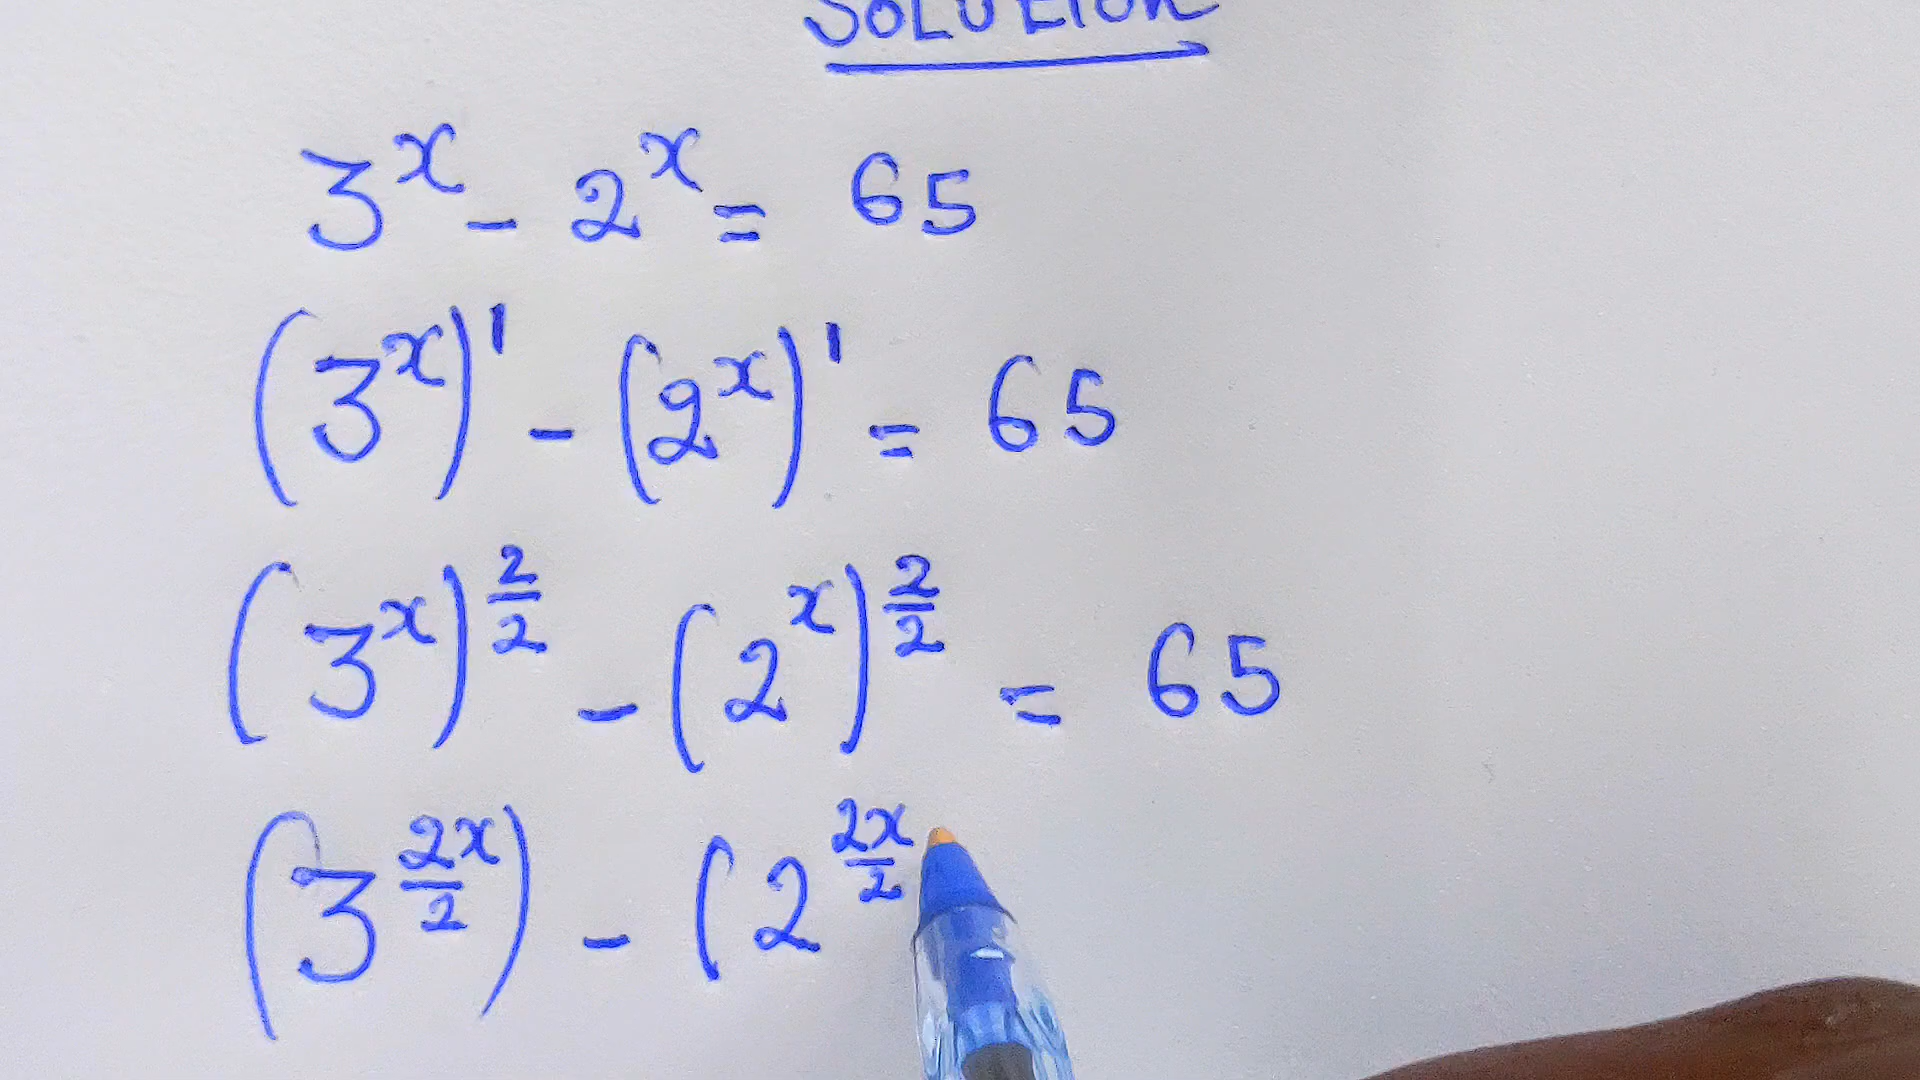 SOLUTION
3^x - 2^x = 65
(3^x)^1 - (2^x)^1 = 65
(3^x)^(2/2) - (2^x)^(2/2) = 65
(3^(2x/2)) - (2^(2x/2)